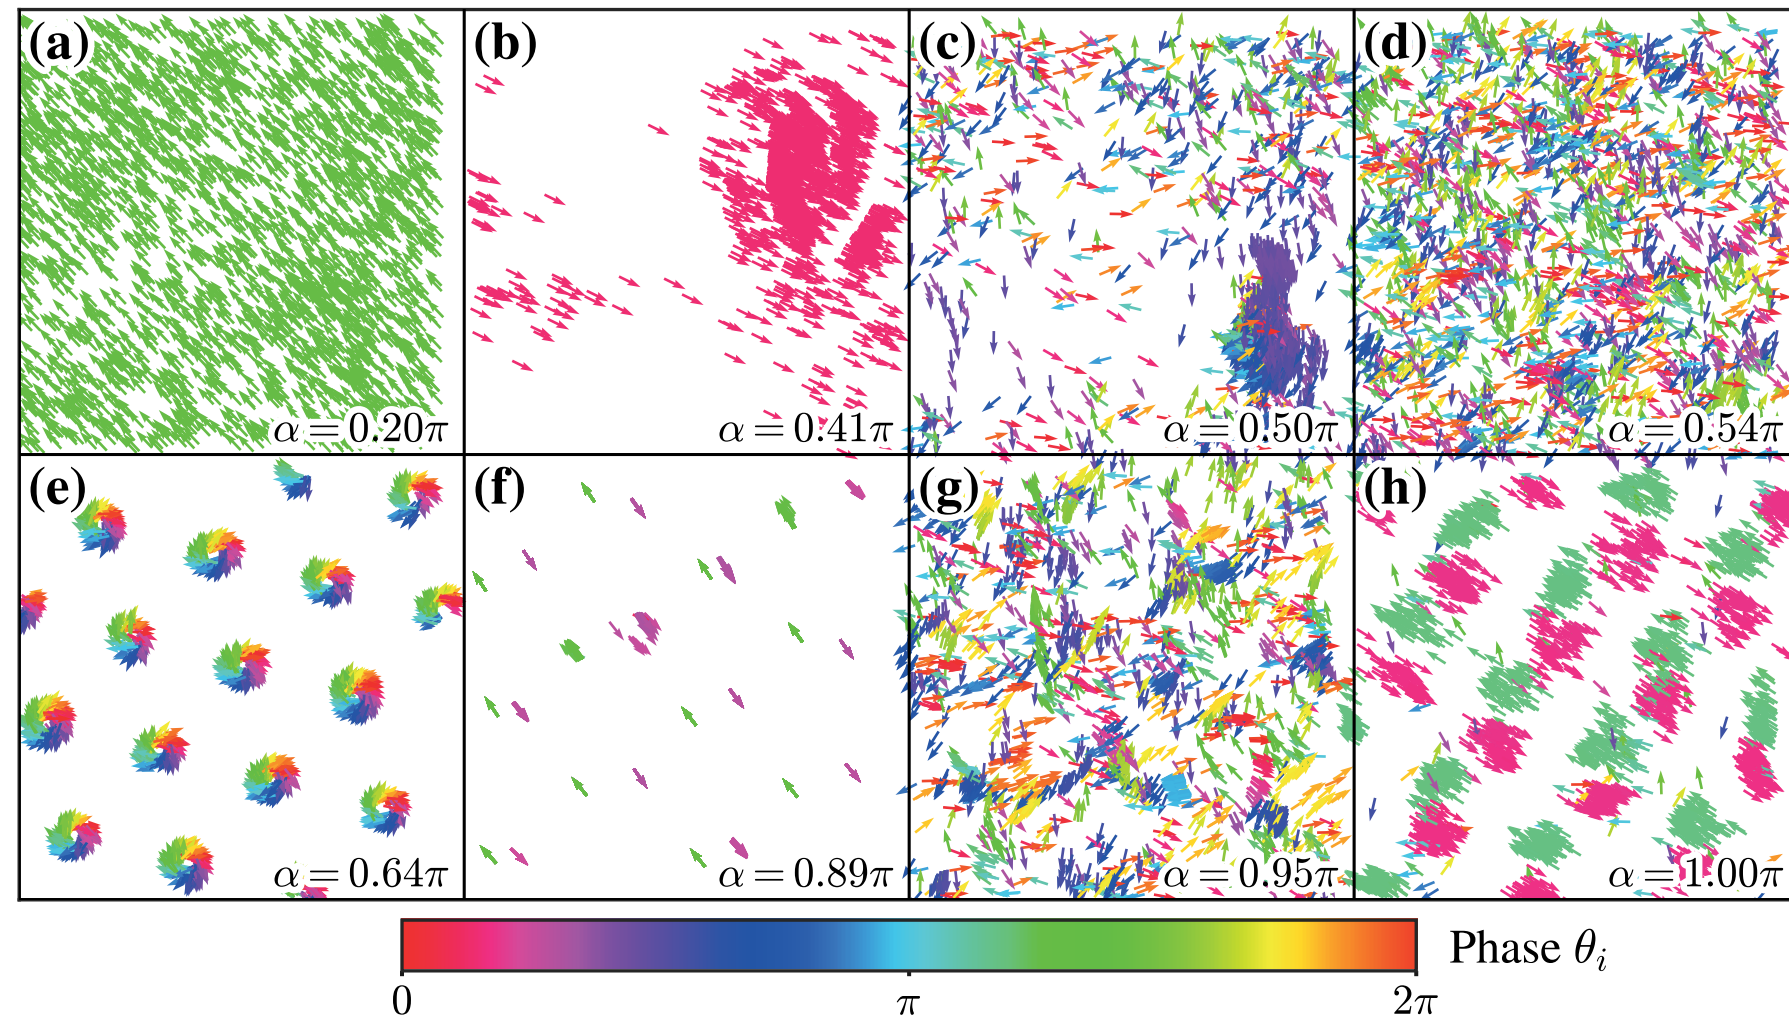 (a) (b) (c) (d)
α = 0.20π α = 0.41π α = 0.50π α = 0.54π
(e) (f) (g) (h)
α = 0.64π α = 0.89π α = 0.95π α = 1.00π
Phase θᵢ
0 π 2π